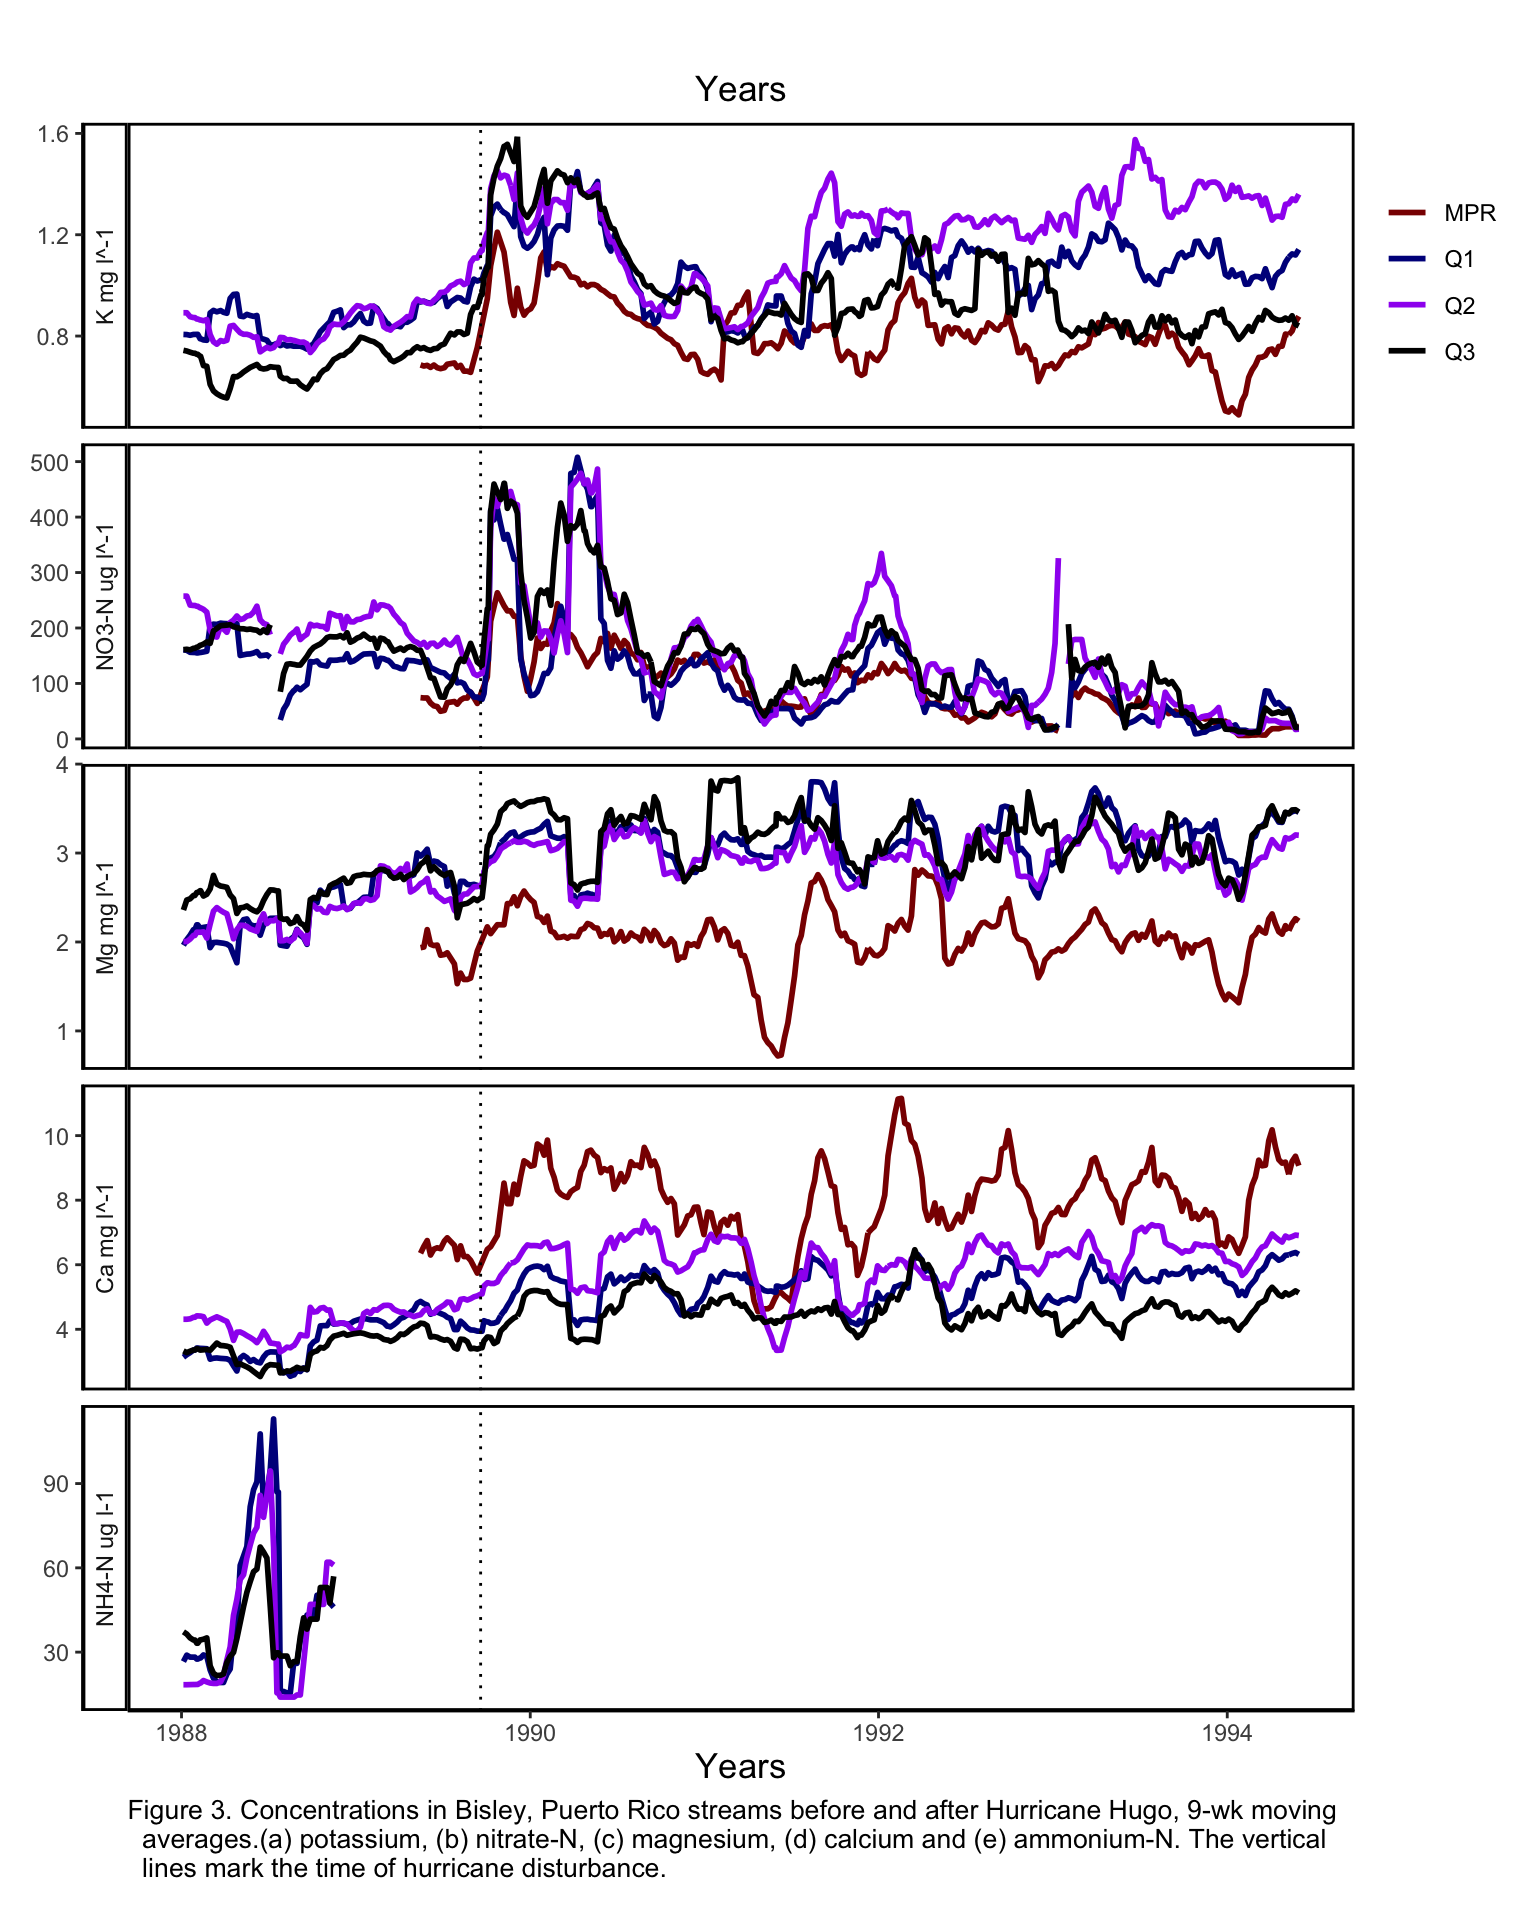 Years
1.6
1.2
0.8
K mg l^-1
MPR
Q1
Q2
Q3
500
400
300
200
100
0
NO3-N ug l^-1
4
3
2
1
Mg mg l^-1
10
8
6
4
Ca mg l^-1
90
60
30
NH4-N ug l-1
1988
1990
1992
1994
Years
Figure 3. Concentrations in Bisley, Puerto Rico streams before and after Hurricane Hugo, 9-wk moving
averages.(a) potassium, (b) nitrate-N, (c) magnesium, (d) calcium and (e) ammonium-N. The vertical
lines mark the time of hurricane disturbance.